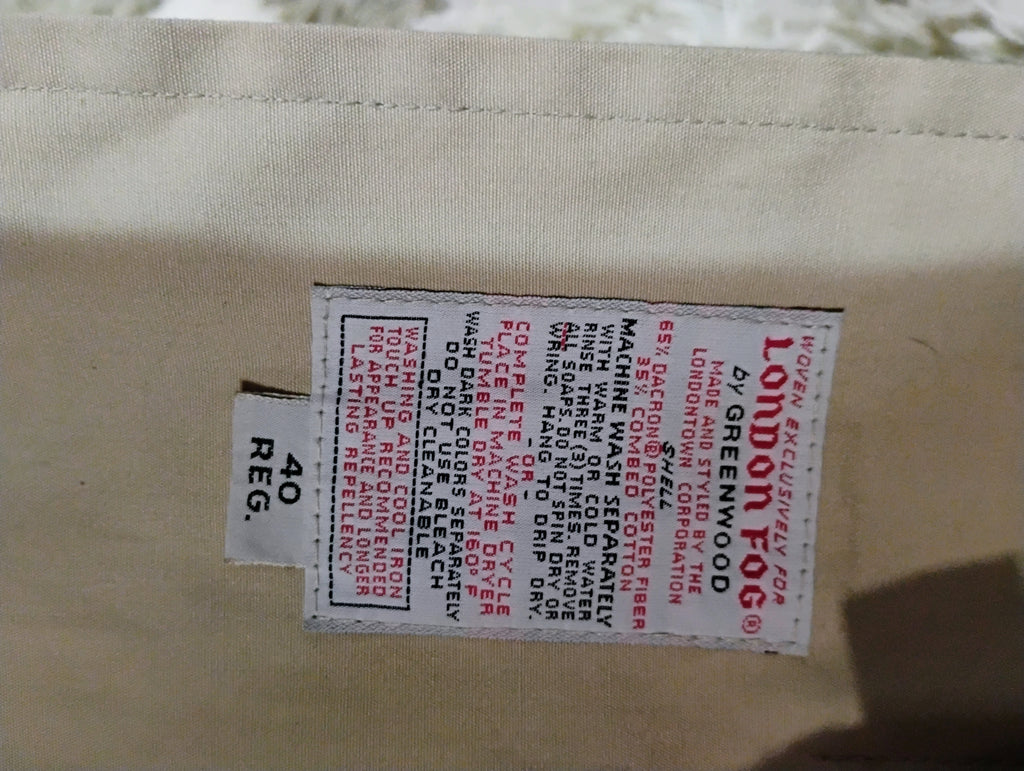 WOVEN EXCLUSIVELY FOR
LONDON FOG®
by GREENWOOD
MADE AND STYLED BY THE
LONDONTOWN CORPORATION
SHELL
65% DACRON® POLYESTER FIBER
35% COMBED COTTON
MACHINE WASH SEPARATELY
WITH WARM OR COLD WATER
RINSE THREE (3) TIMES. REMOVE
ALL SOAPS. DO NOT SPIN DRY OR
WRING. HANG TO DRIP DRY.
- OR -
COMPLETE WASH CYCLE
PLACE IN MACHINE DRYER
TUMBLE DRY AT 160° F
WASH DARK COLORS SEPARATELY
DO NOT USE BLEACH
DRY CLEANABLE
WASHING AND COOL IRON
TOUCH UP RECOMMENDED
FOR APPEARANCE AND LONGER
LASTING REPELLENCY
40
REG.